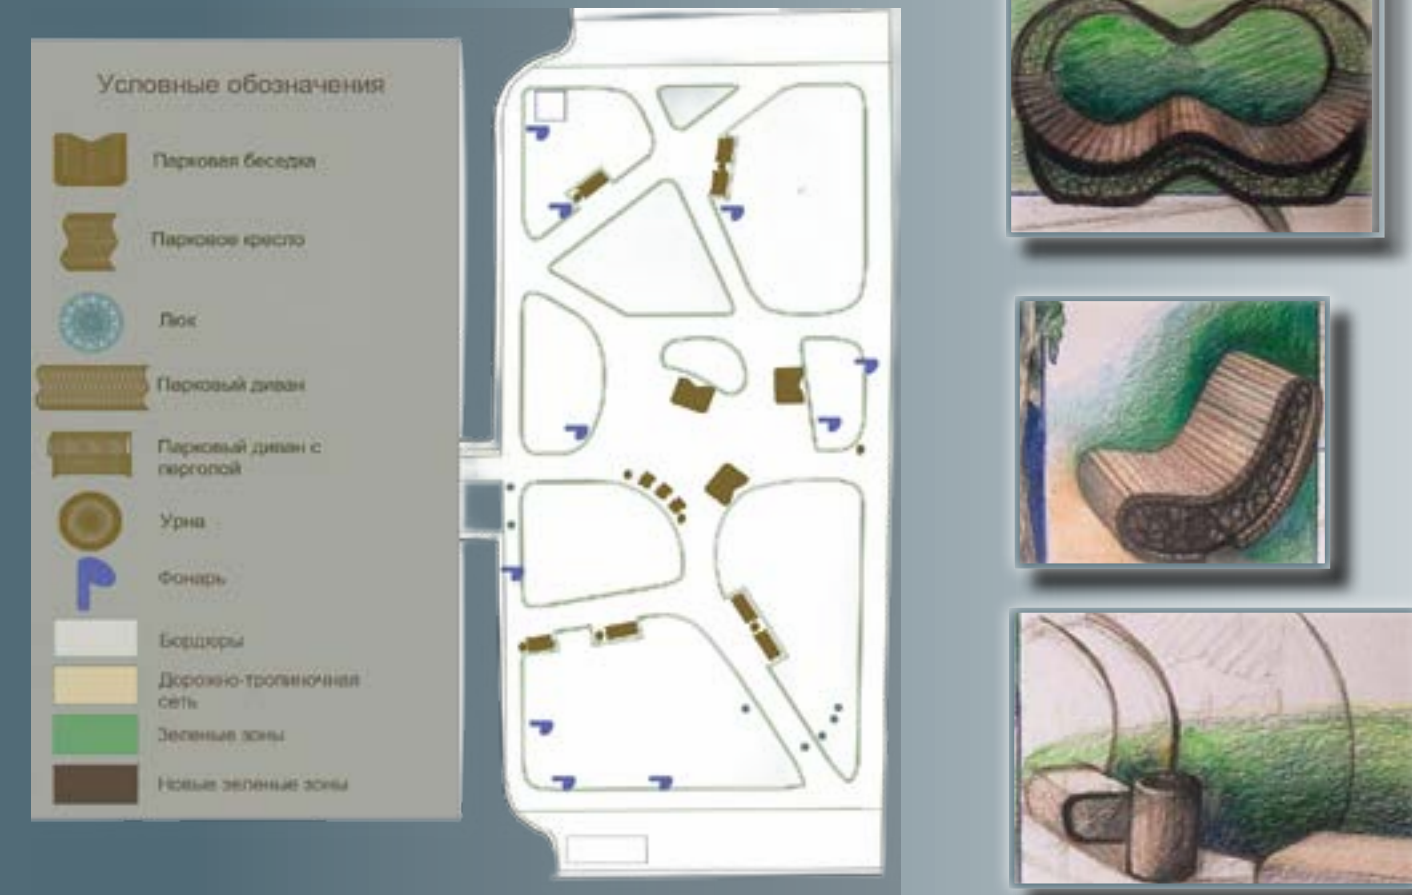 Условные обозначения
Парковая беседка
Парковое кресло
Люк
Парковый диван
Парковый диван с
перголой
Урна
Фонарь
Бордюры
Дорожно-тропиночная
сеть
Зеленые зоны
Новые зеленые зоны